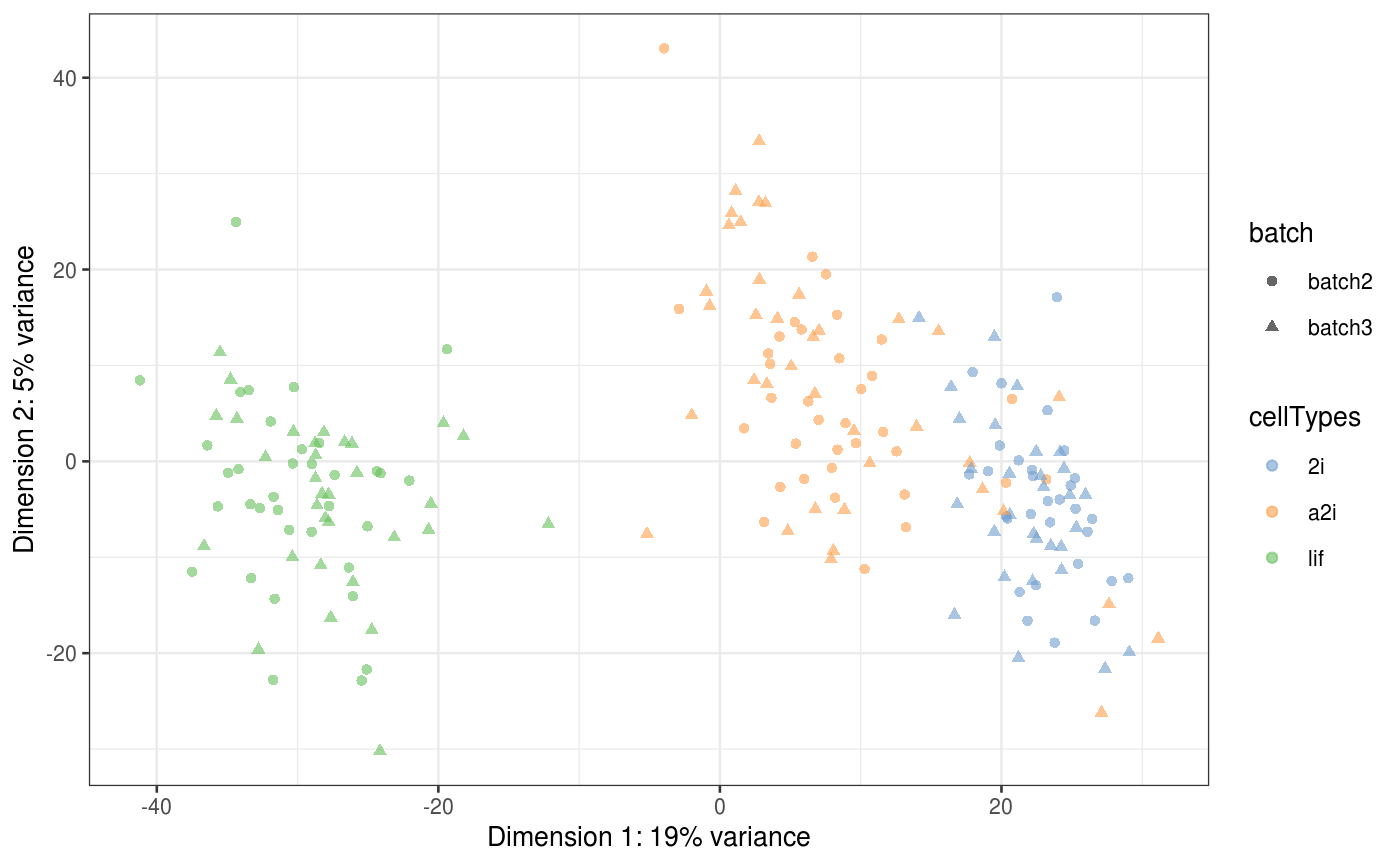 40
20
0
-20
Dimension 2: 5% variance
-40
-20
0
20
Dimension 1: 19% variance
batch
batch2
batch3
cellTypes
2i
a2i
lif